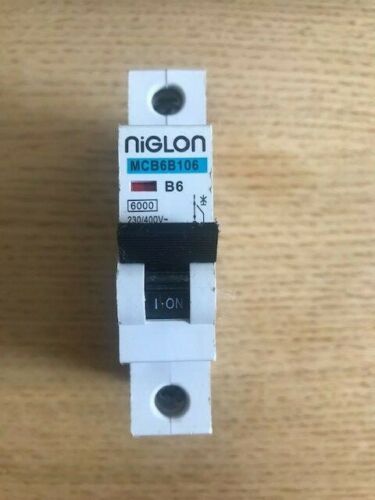 NIGLON
MCB6B106
B6
6000
230/400V~
I·ON